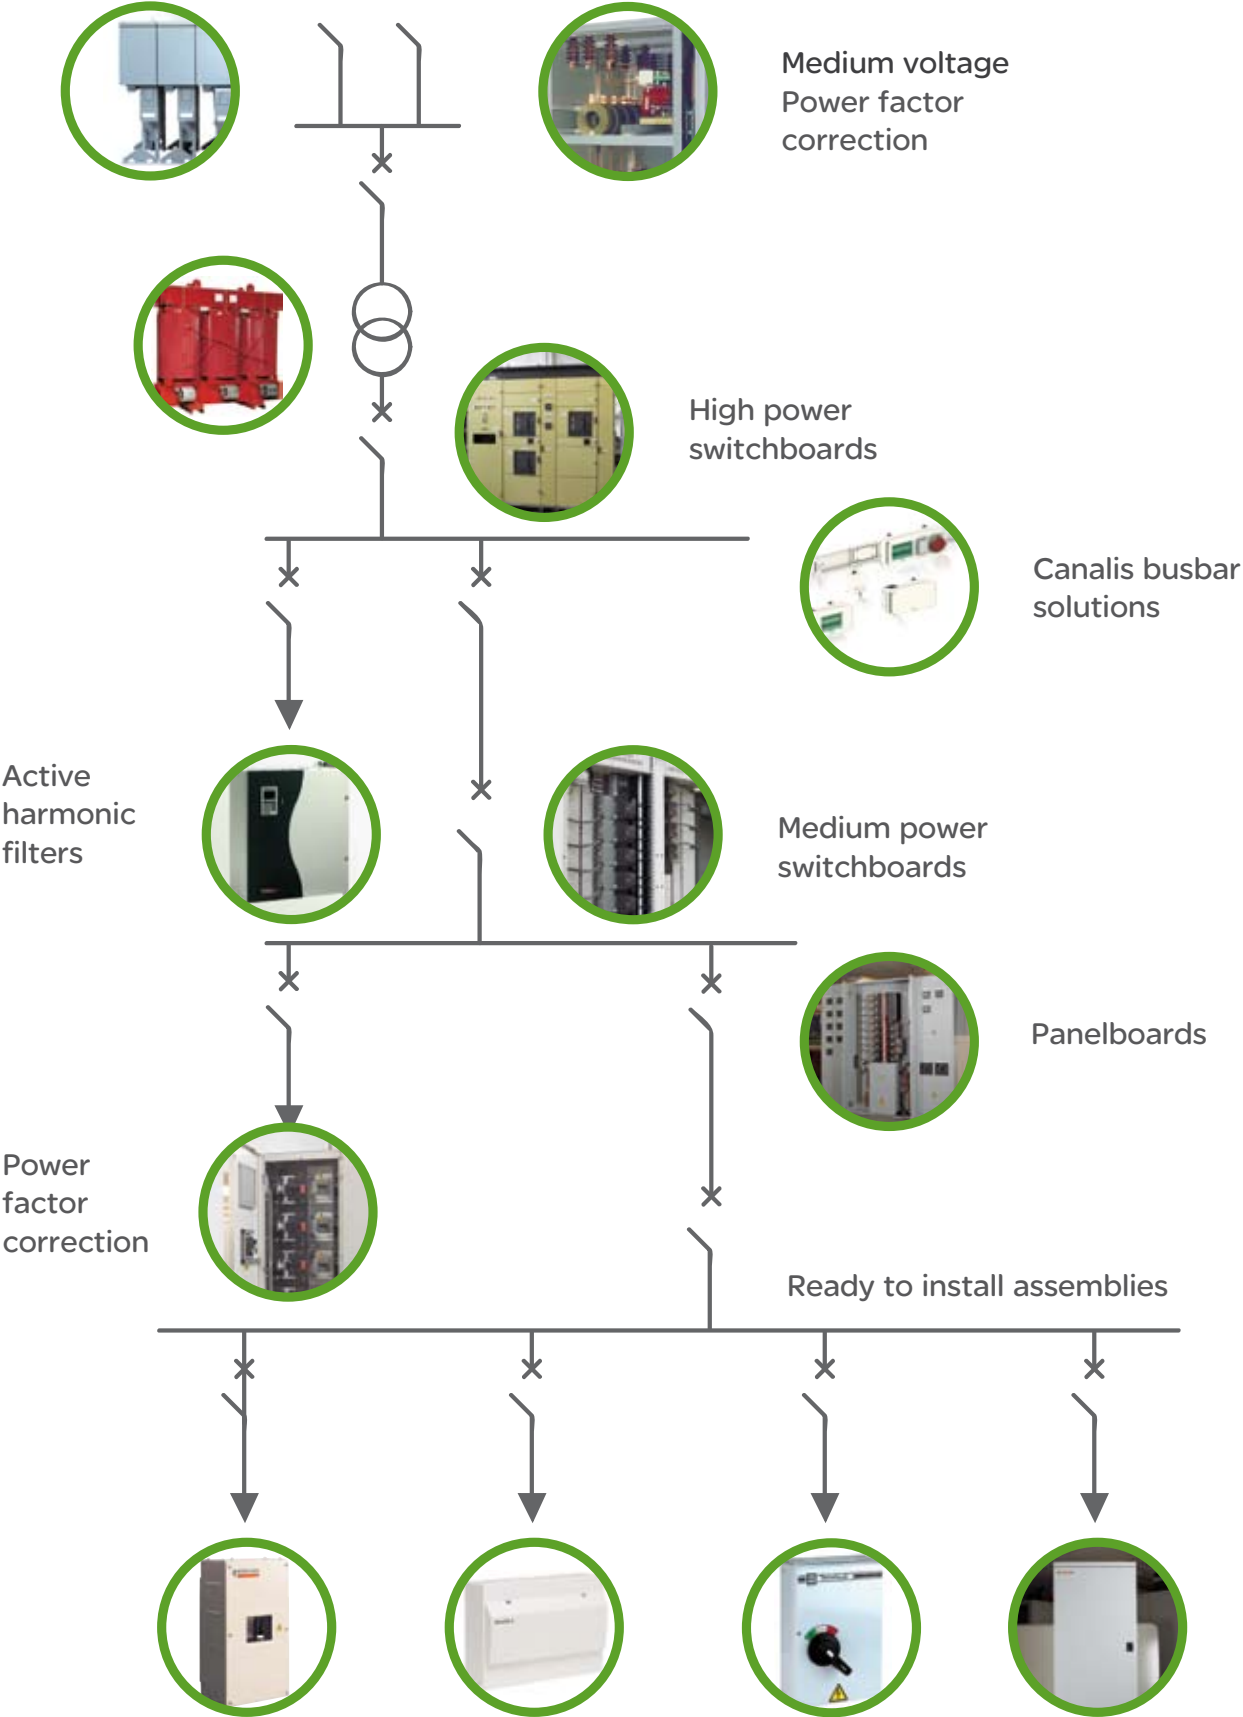 Medium voltage
Power factor
correction
High power
switchboards
Canalis busbar
solutions
Active
harmonic
filters
Medium power
switchboards
Panelboards
Power
factor
correction
Ready to install assemblies